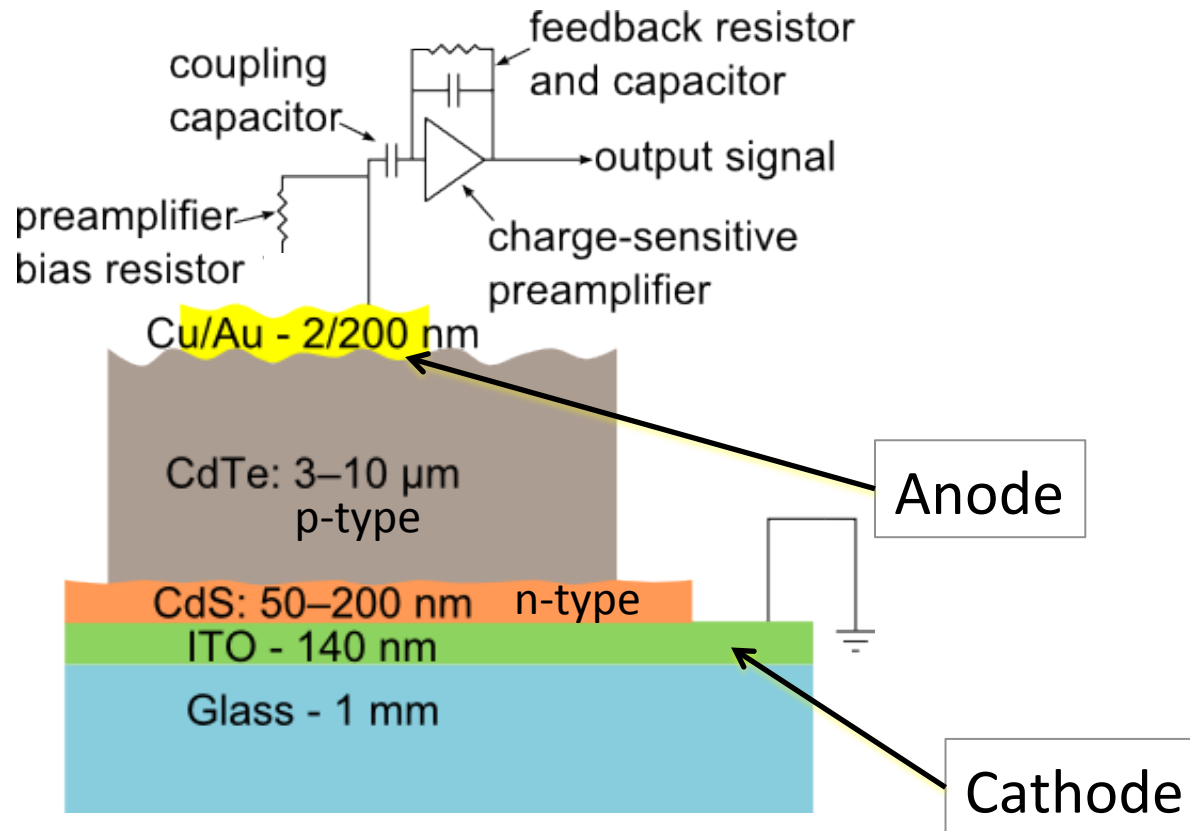 feedback resistor
and capacitor
coupling
capacitor
output signal
preamplifier
bias resistor
charge-sensitive
preamplifier
Cu/Au - 2/200 nm
CdTe: 3–10 µm
p-type
Anode
CdS: 50–200 nm n-type
ITO - 140 nm
Glass - 1 mm
Cathode